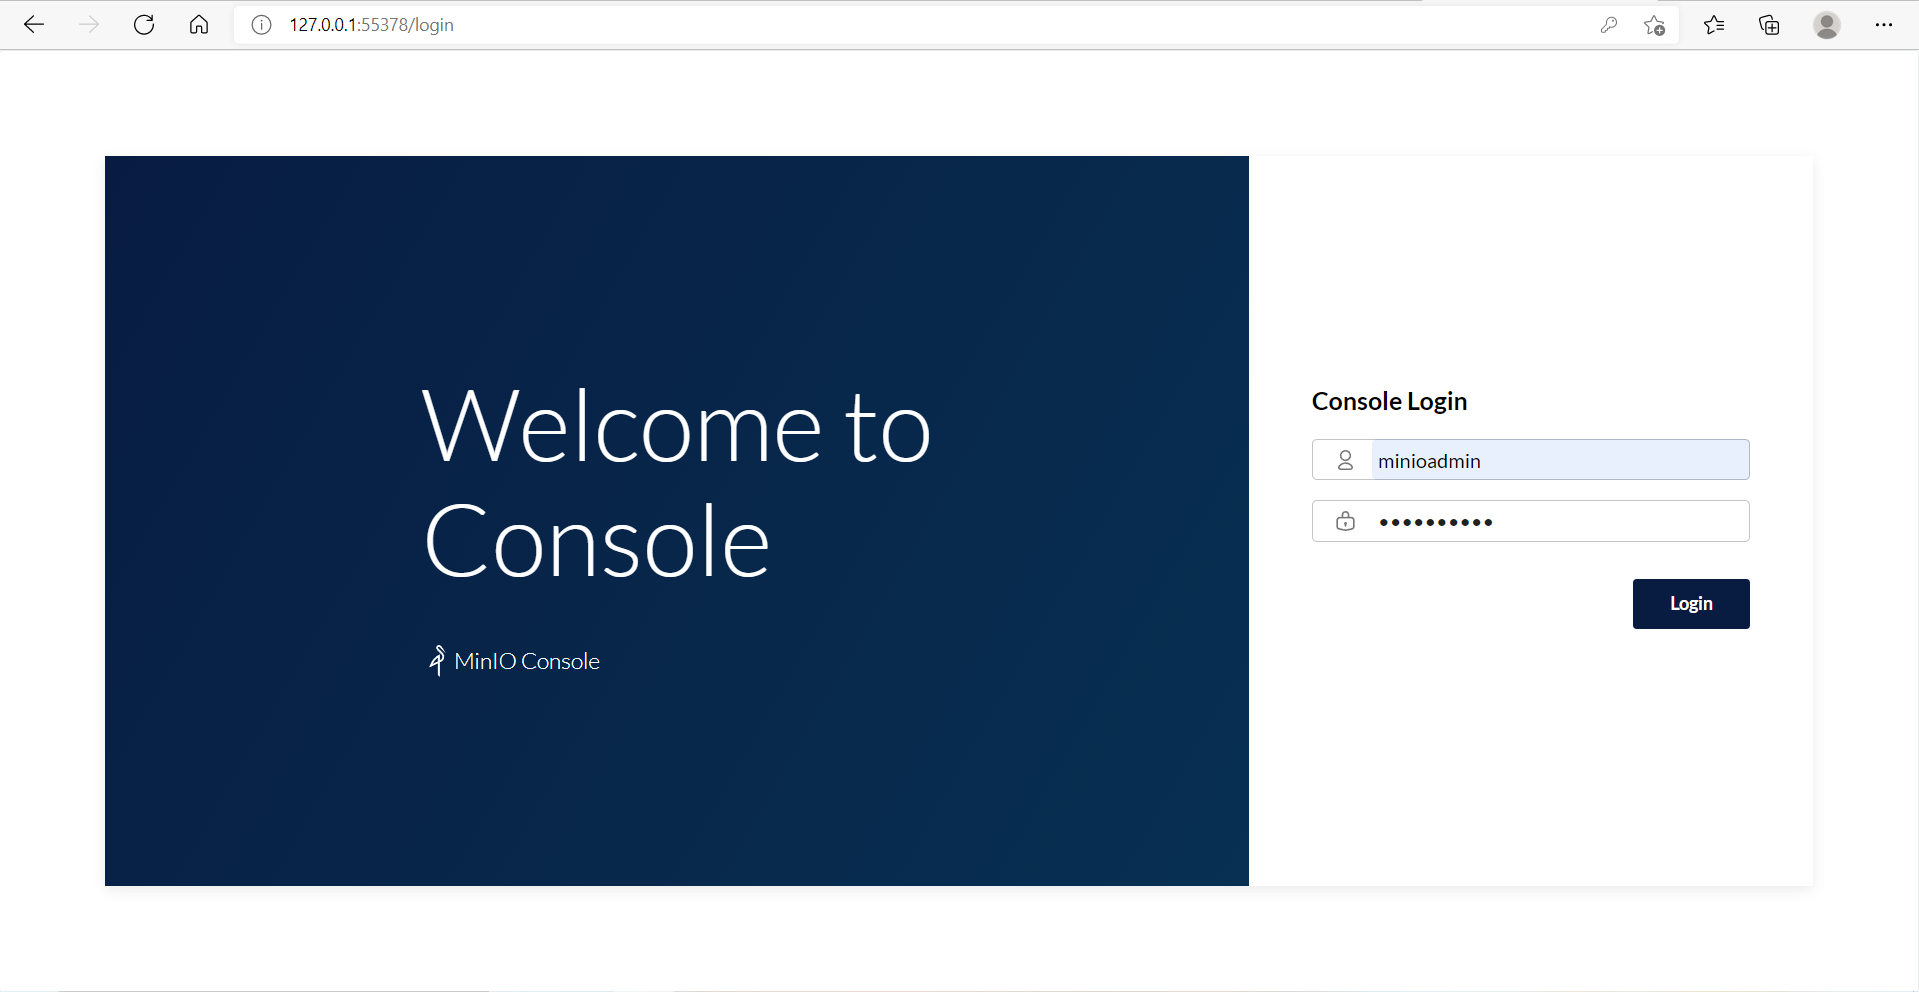 127.0.0.1:55378/login
Welcome to
Console
MinIO Console
Console Login
minioadmin
••••••••••
Login